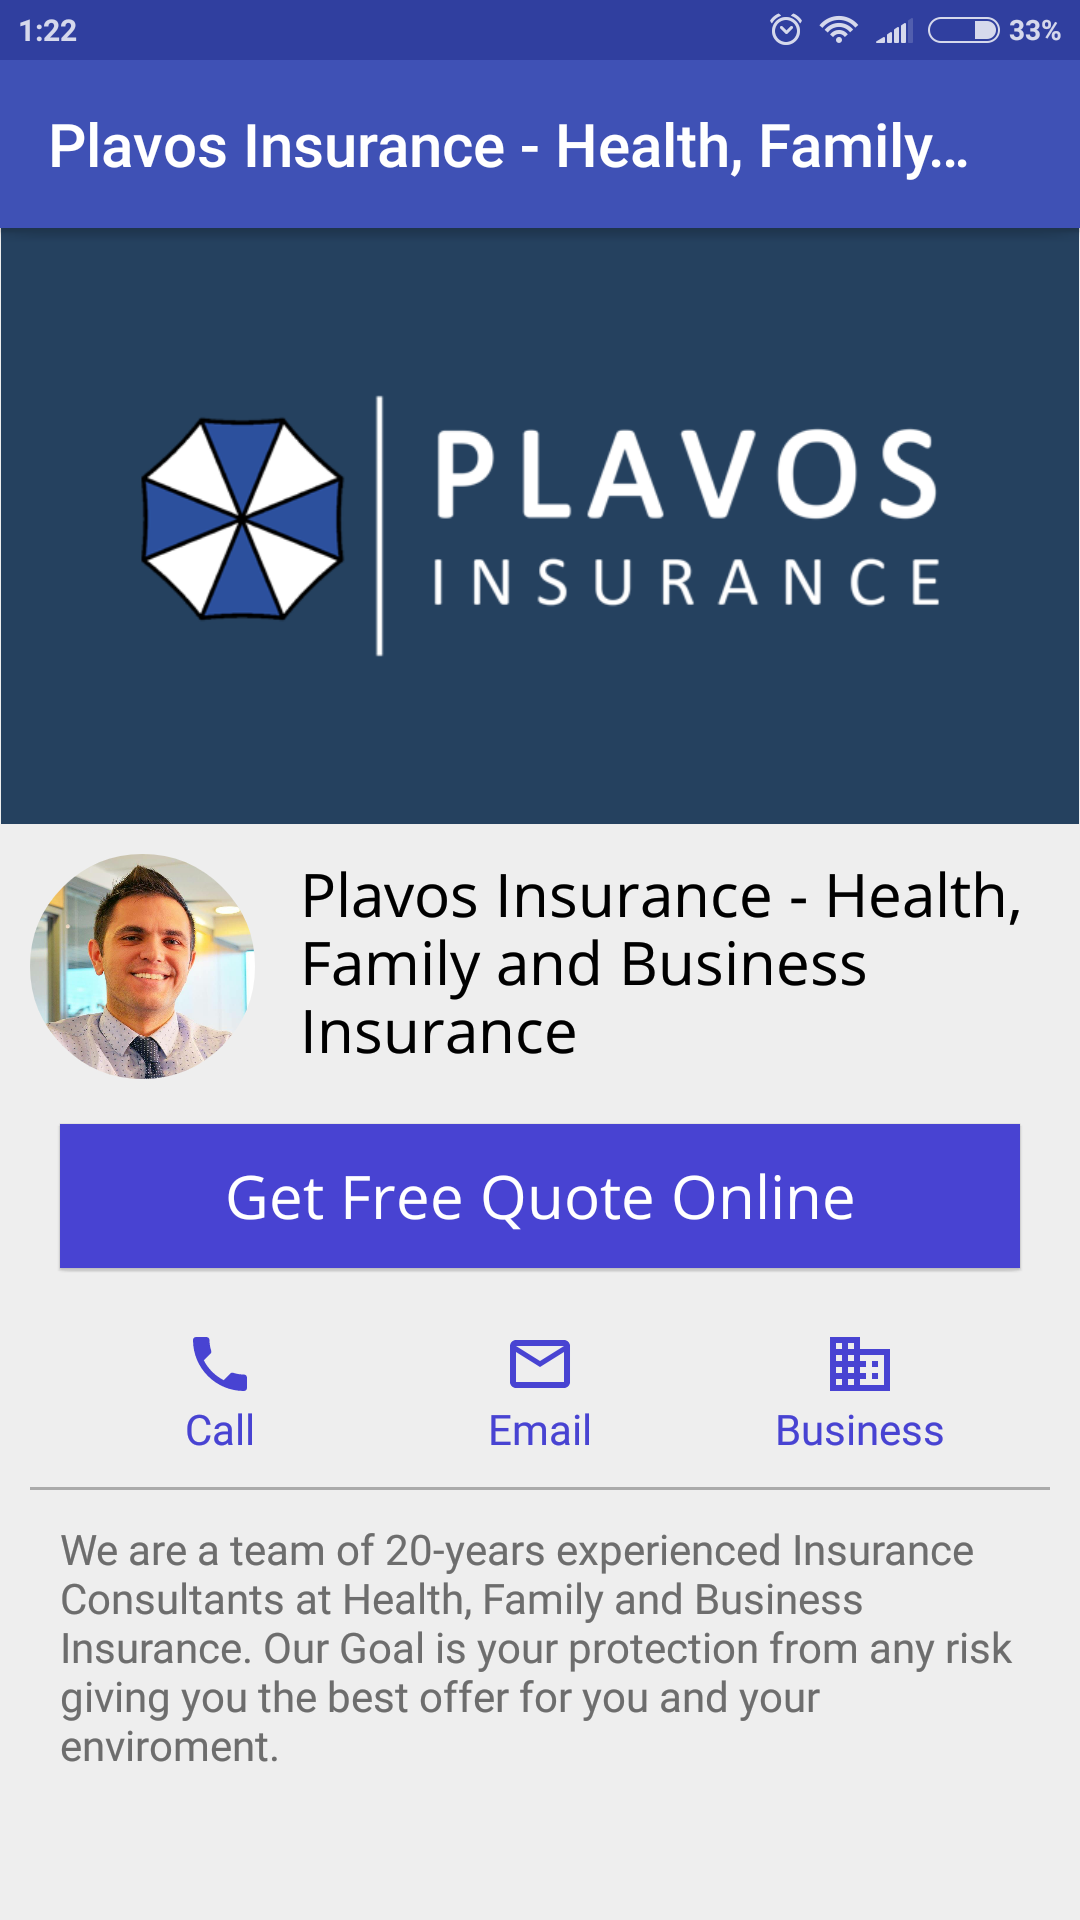 1:22
33%
Plavos Insurance - Health, Family...
PLAVOS
INSURANCE
Plavos Insurance - Health,
Family and Business
Insurance
Get Free Quote Online
Call
Email
Business
We are a team of 20-years experienced Insurance
Consultants at Health, Family and Business
Insurance. Our Goal is your protection from any risk
giving you the best offer for you and your
enviroment.